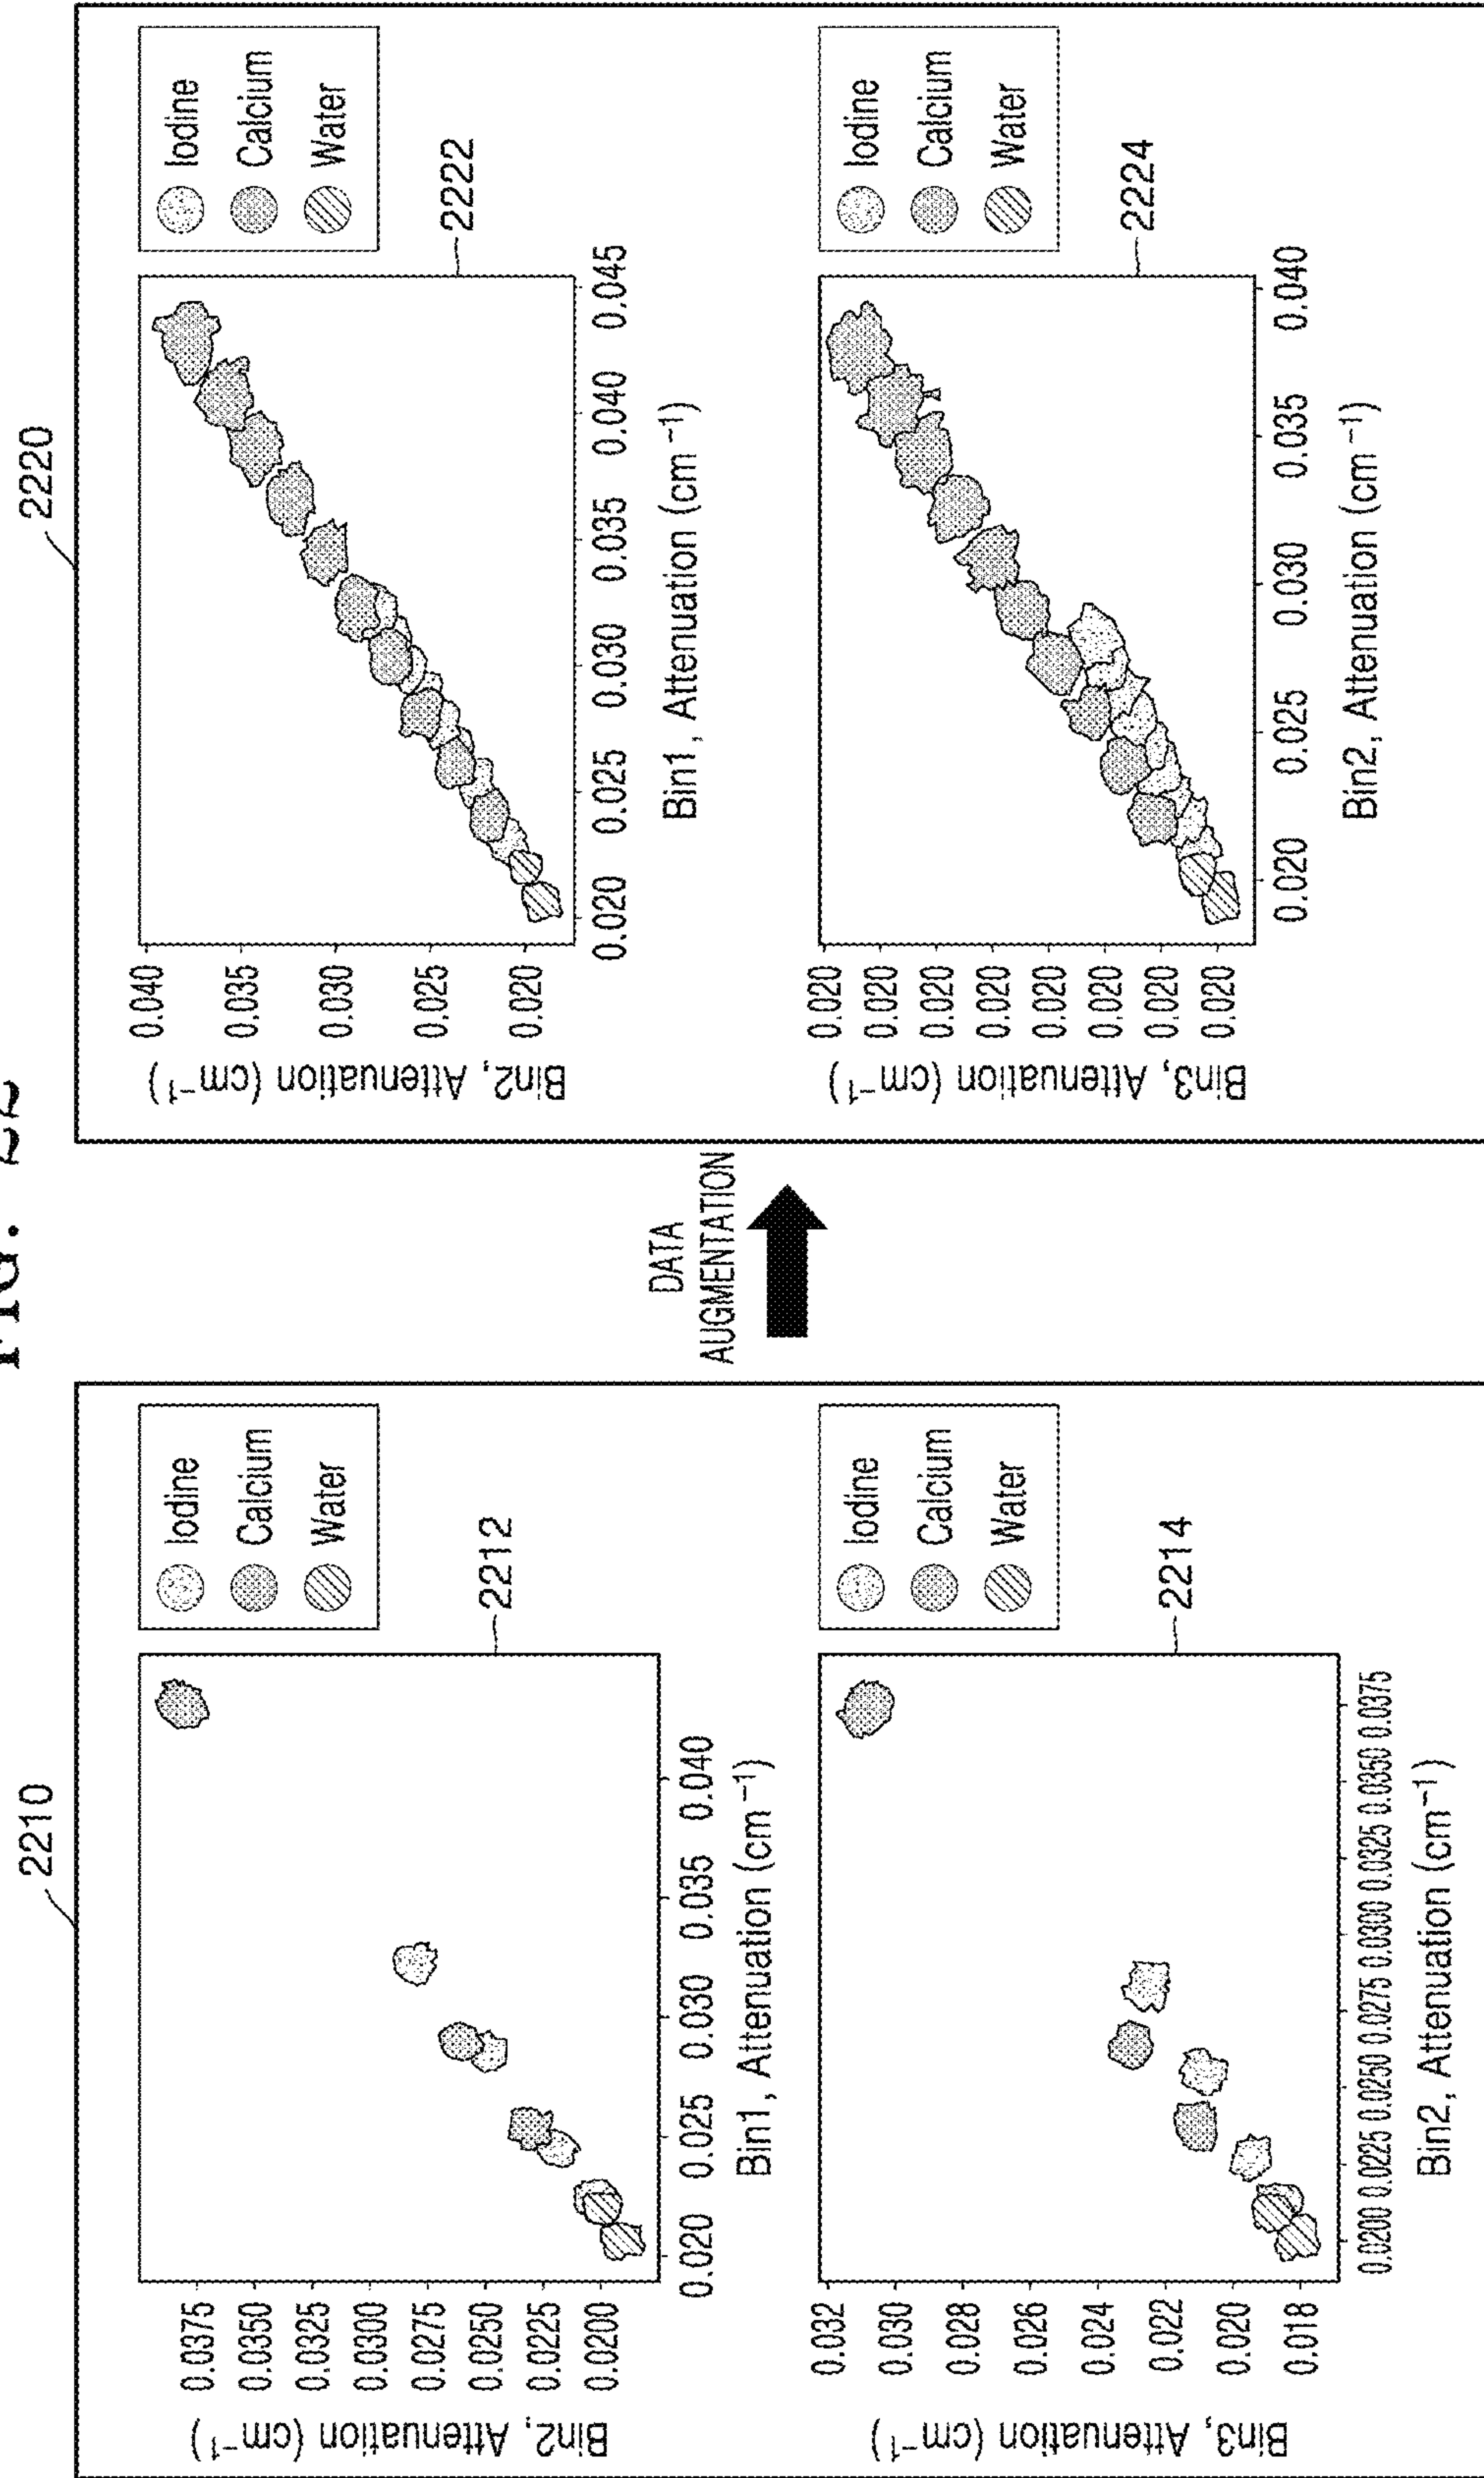 FIG. 22
2210
0.0375
0.0350
0.0325
0.0300
0.0275
0.0250
0.0225
0.0200
Bin2, Attenuation (cm⁻¹)
0.020 0.025 0.030 0.035 0.040
Bin1, Attenuation (cm⁻¹)
Iodine
Calcium
Water
2212
0.032
0.030
0.028
0.026
0.024
0.022
0.020
0.018
Bin3, Attenuation (cm⁻¹)
0.0200 0.0225 0.0250 0.0275 0.0300 0.0325 0.0350 0.0375
Bin2, Attenuation (cm⁻¹)
Iodine
Calcium
Water
2214
DATA
AUGMENTATION
2220
0.040
0.035
0.030
0.025
0.020
Bin2, Attenuation (cm⁻¹)
0.020 0.025 0.030 0.035 0.040 0.045
Bin1, Attenuation (cm⁻¹)
Iodine
Calcium
Water
2222
0.020
0.020
0.020
0.020
0.020
0.020
0.020
0.020
Bin3, Attenuation (cm⁻¹)
0.020 0.025 0.030 0.035 0.040
Bin2, Attenuation (cm⁻¹)
Iodine
Calcium
Water
2224